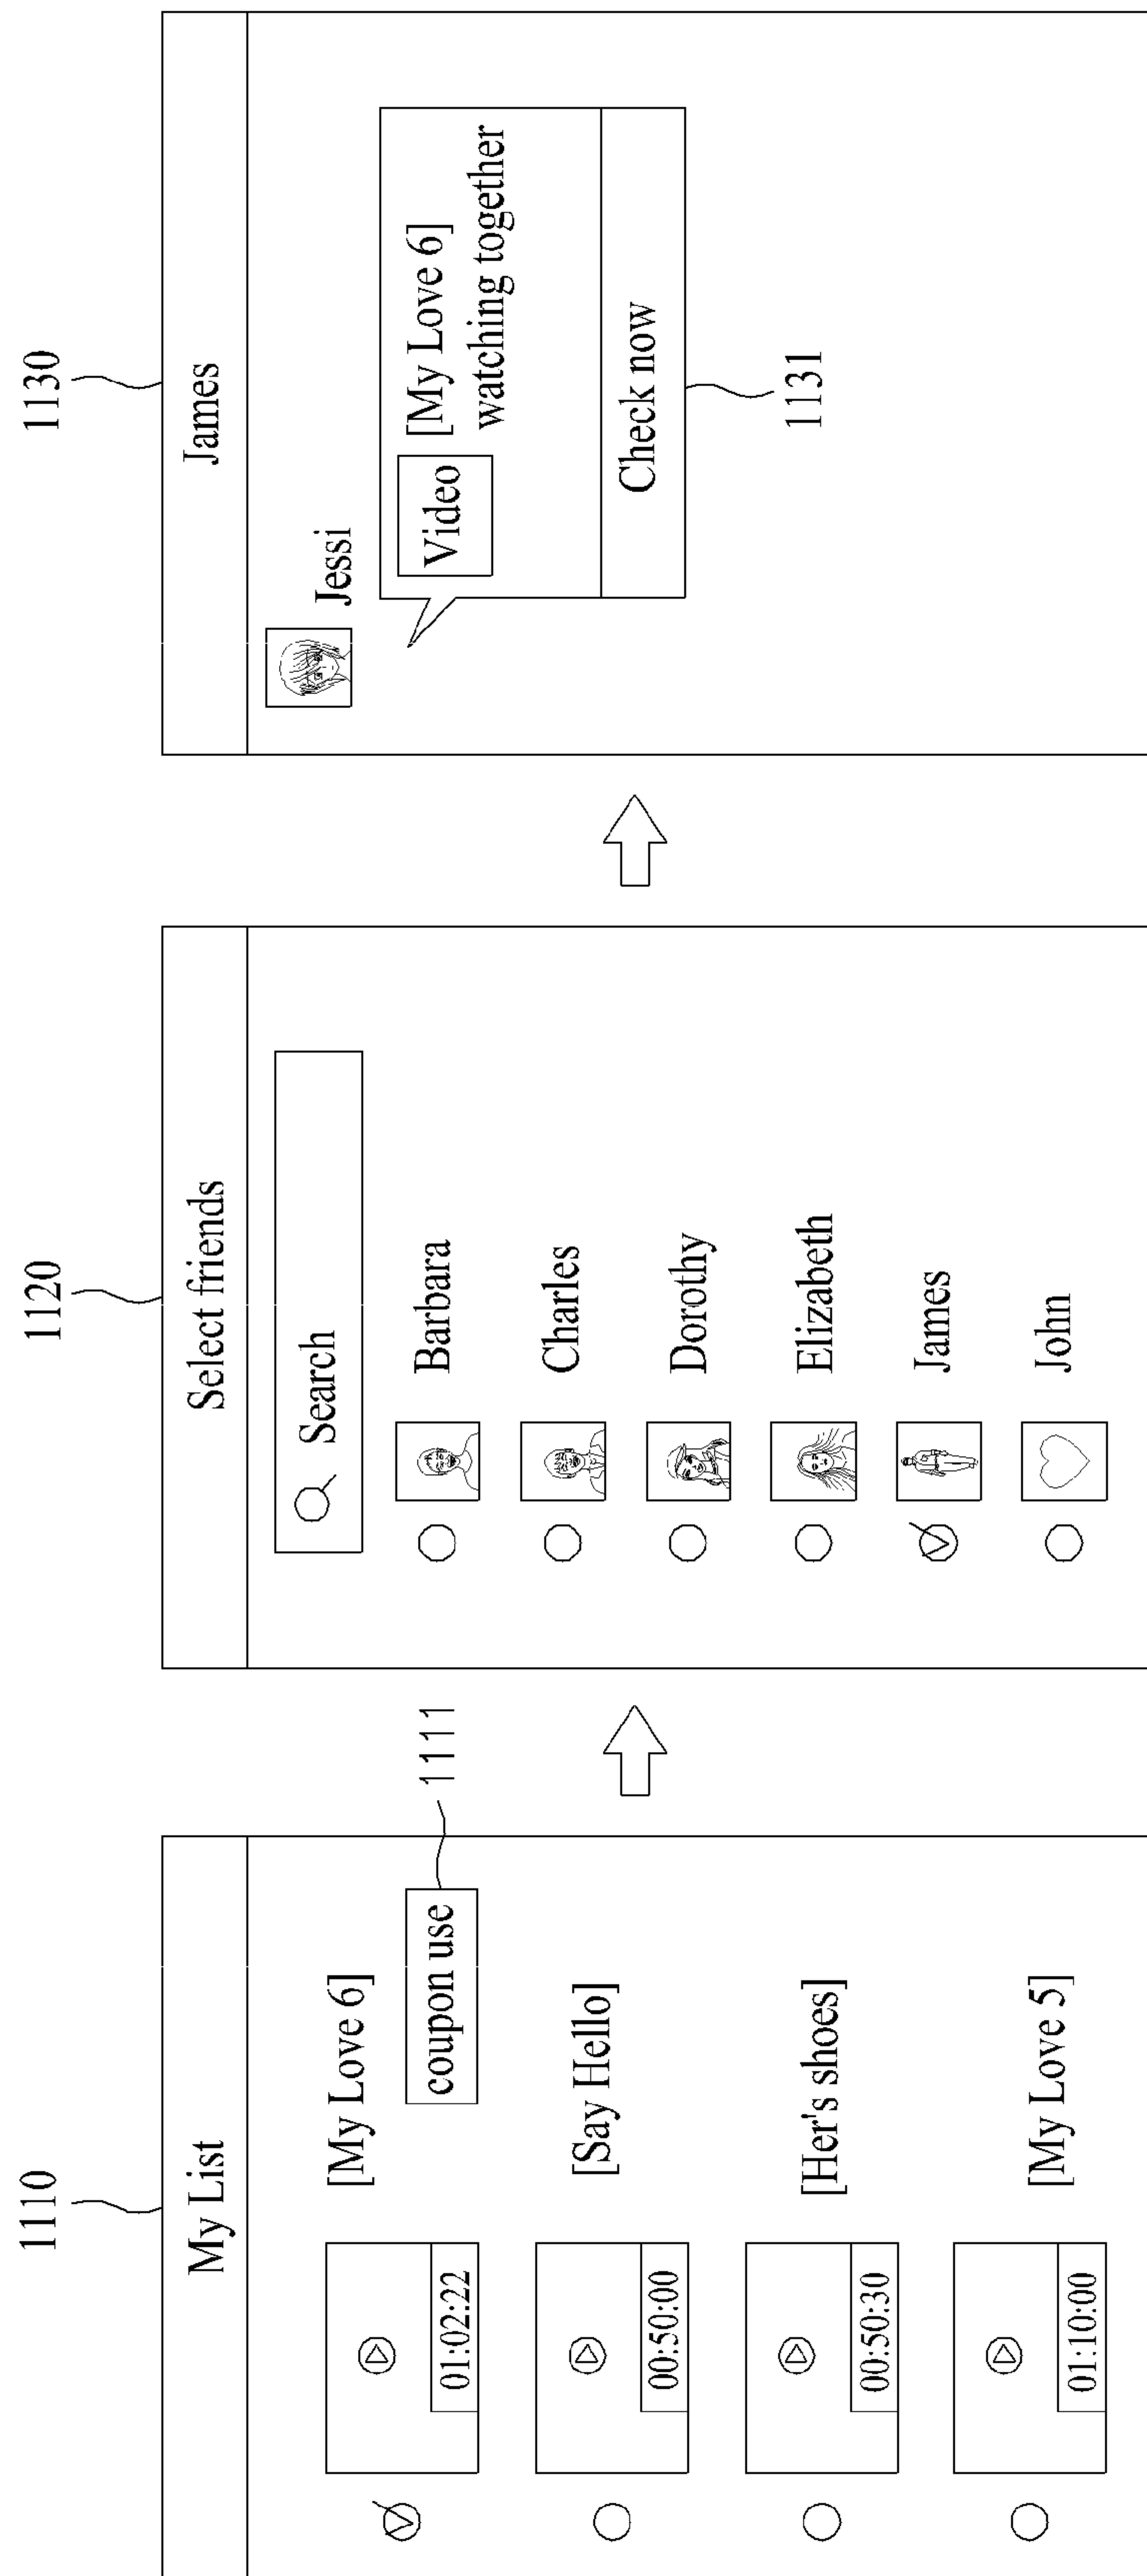 1110
My List
[My Love 6]
01:02:22
coupon use
1111
[Say Hello]
00:50:00
[Her's shoes]
00:50:30
[My Love 5]
01:10:00
1120
Select friends
Search
Barbara
Charles
Dorothy
Elizabeth
James
John
1130
James
Jessi
Video
[My Love 6]
watching together
Check now
1131